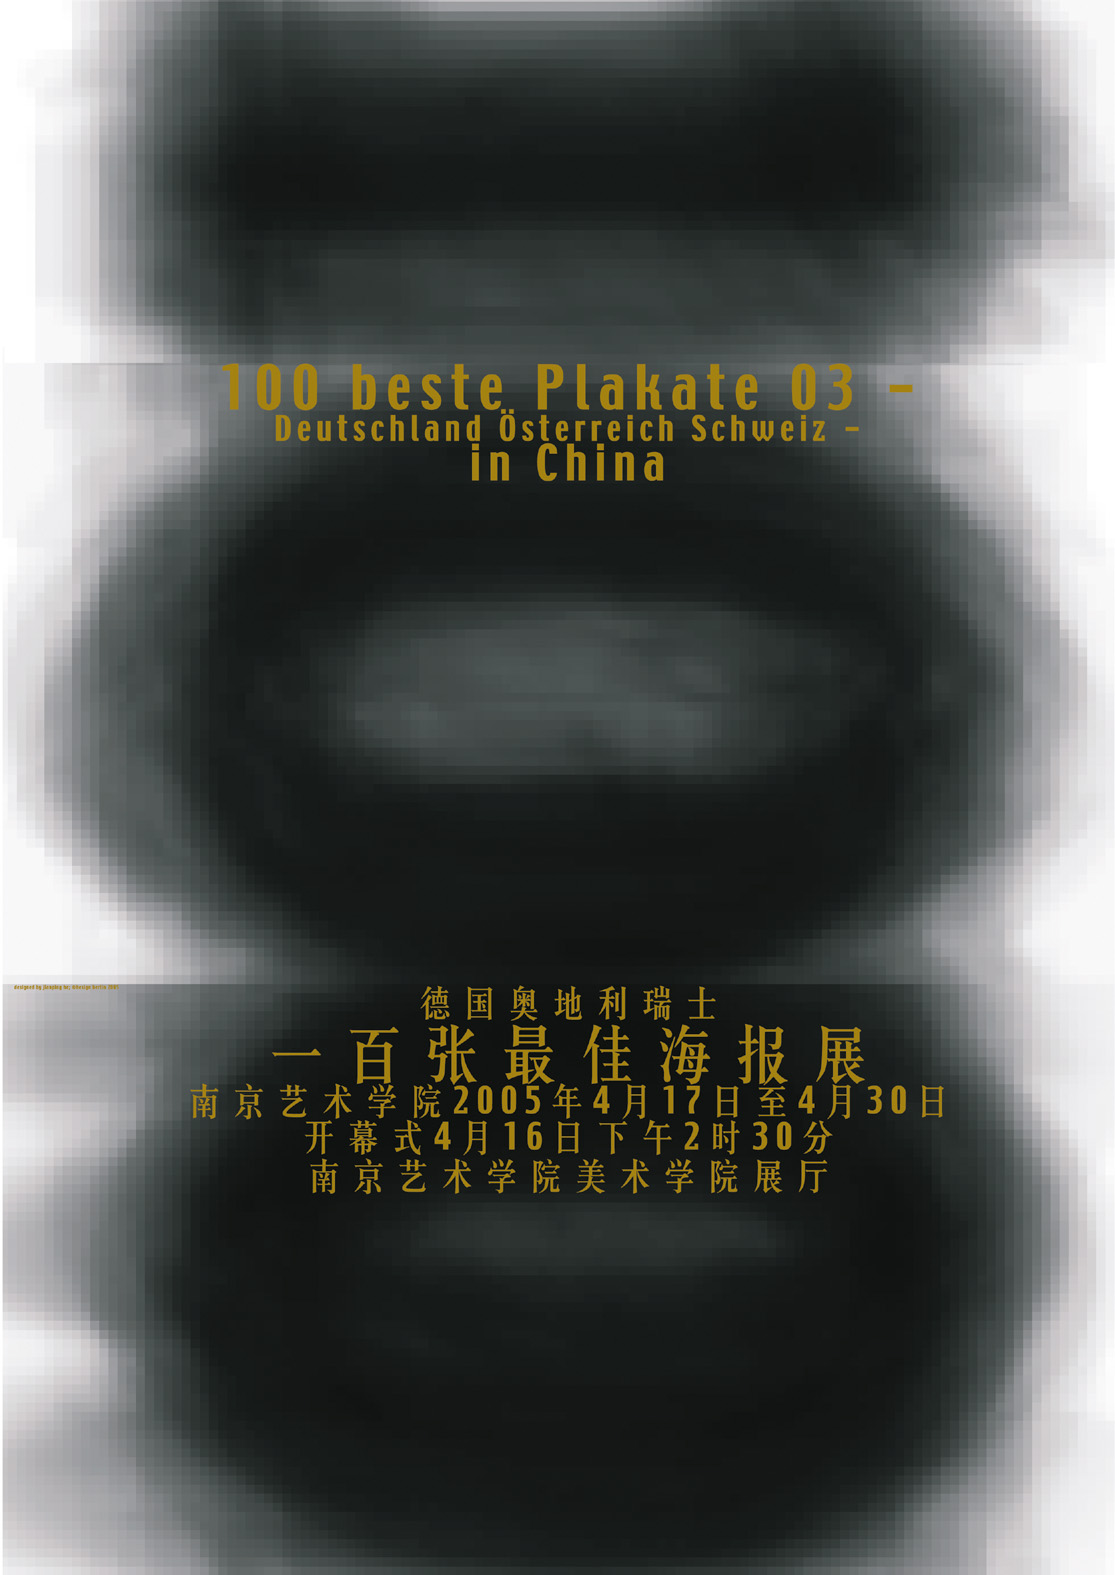 100 beste Plakate 03 –
Deutschland Österreich Schweiz –
in China
德国奥地利瑞士
一百张最佳海报展
南京艺术学院2005年4月17日至4月30日
开幕式4月16日下午2时30分
南京艺术学院美术学院展厅